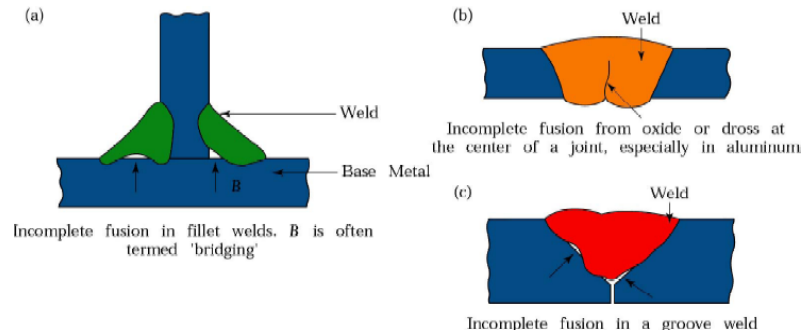 (a)
Weld
Base Metal
B
Incomplete fusion in fillet welds. B is often
termed 'bridging'
(b)
Weld
Incomplete fusion from oxide or dross at
the center of a joint, especially in aluminum
(c)
Weld
Incomplete fusion in a groove weld